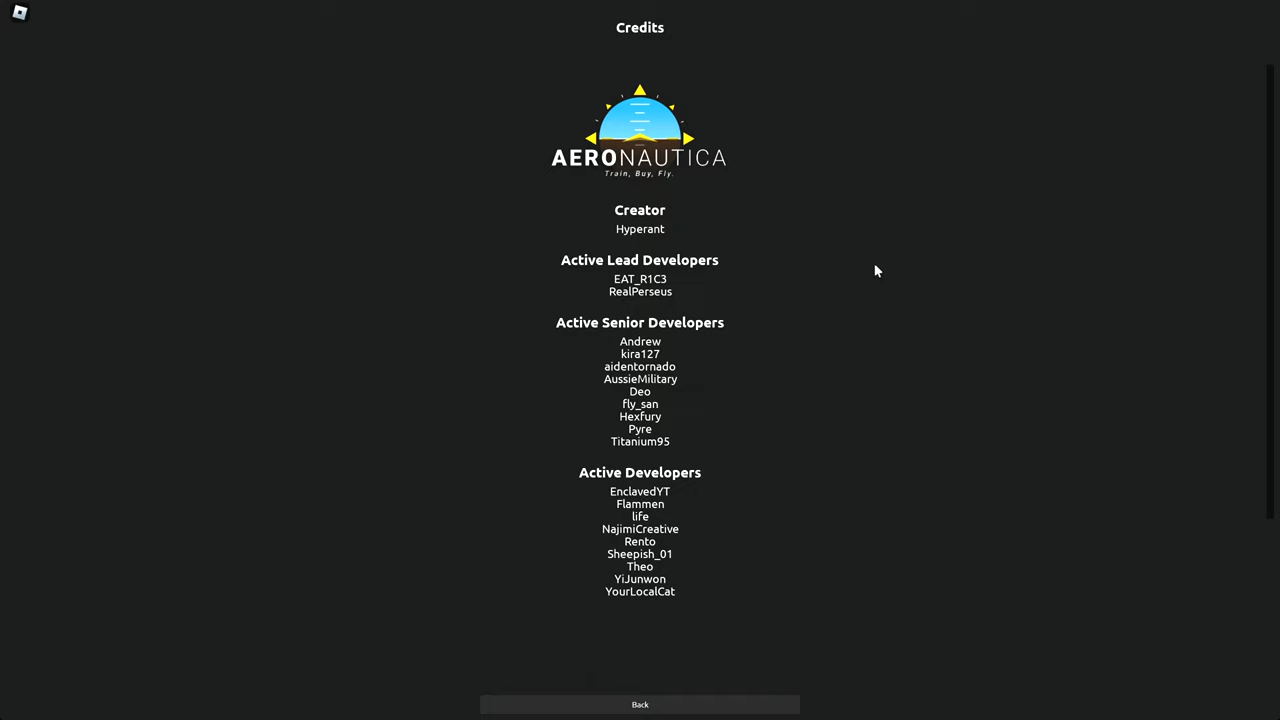 Credits
AERONAUTICA
Train, Buy, Fly.
Creator
Hyperant
Active Lead Developers
EAT_R1C3
RealPerseus
Active Senior Developers
Andrew
kira127
aidentornado
AussieMilitary
Deo
fly_san
Hexfury
Pyre
Titanium95
Active Developers
EnclavedYT
Flammen
life
NajimiCreative
Rento
Sheepish_01
Theo
YiJunwon
YourLocalCat
Back